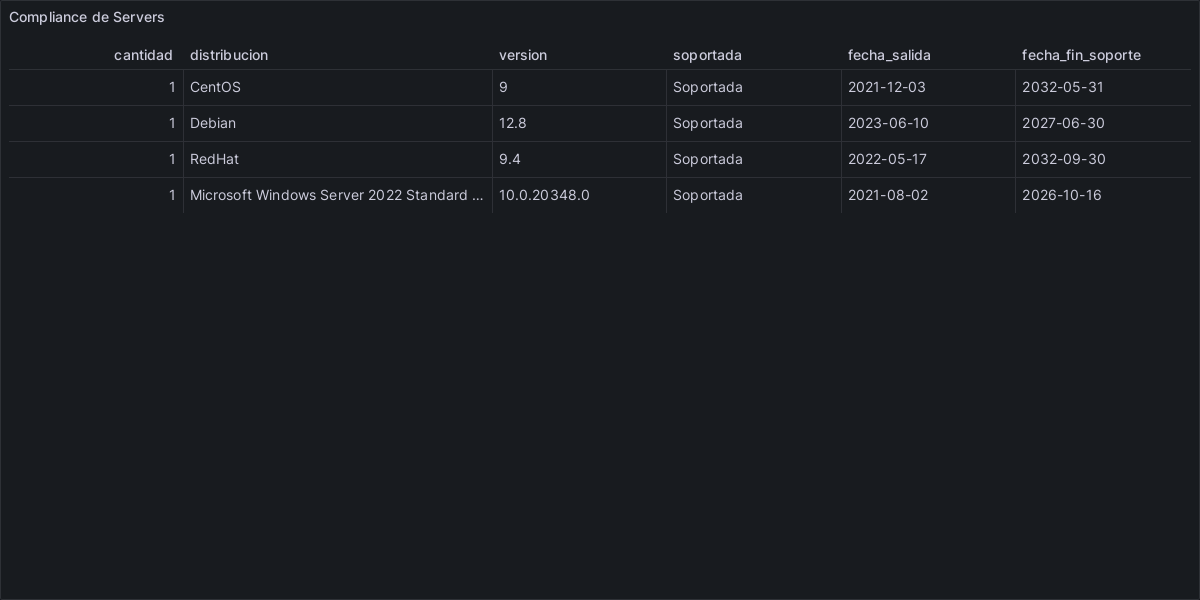 Compliance de Servers
cantidad distribucion version soportada fecha_salida fecha_fin_soporte
1 CentOS 9 Soportada 2021-12-03 2032-05-31
1 Debian 12.8 Soportada 2023-06-10 2027-06-30
1 RedHat 9.4 Soportada 2022-05-17 2032-09-30
1 Microsoft Windows Server 2022 Standard ... 10.0.20348.0 Soportada 2021-08-02 2026-10-16